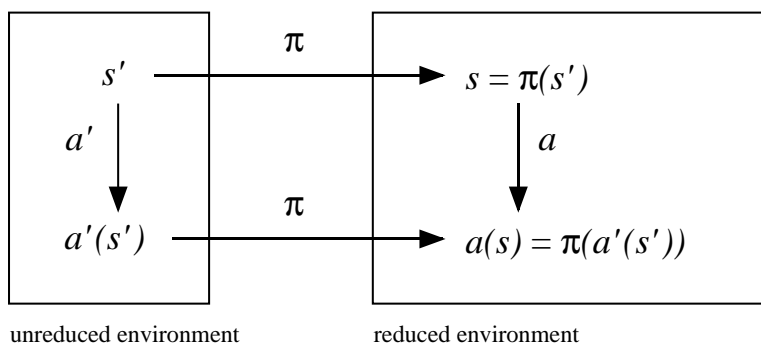 π
s′ s = π(s′)
a′ a
π
a′(s′) a(s) = π(a′(s′))
unreduced environment reduced environment